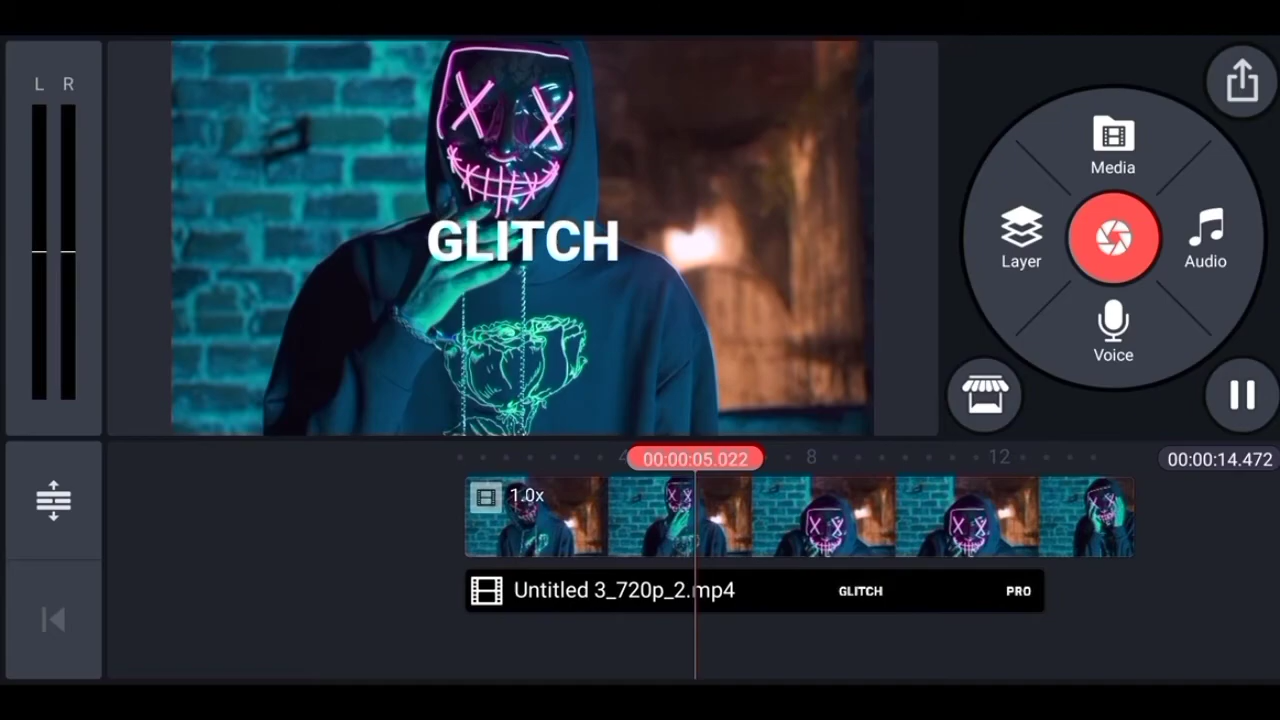 L R
Media
Layer
Audio
Voice
GLITCH
4
00:00:05.022
8
12
00:00:14.472
1.0x
Untitled 3_720p_2.mp4
GLITCH
PRO